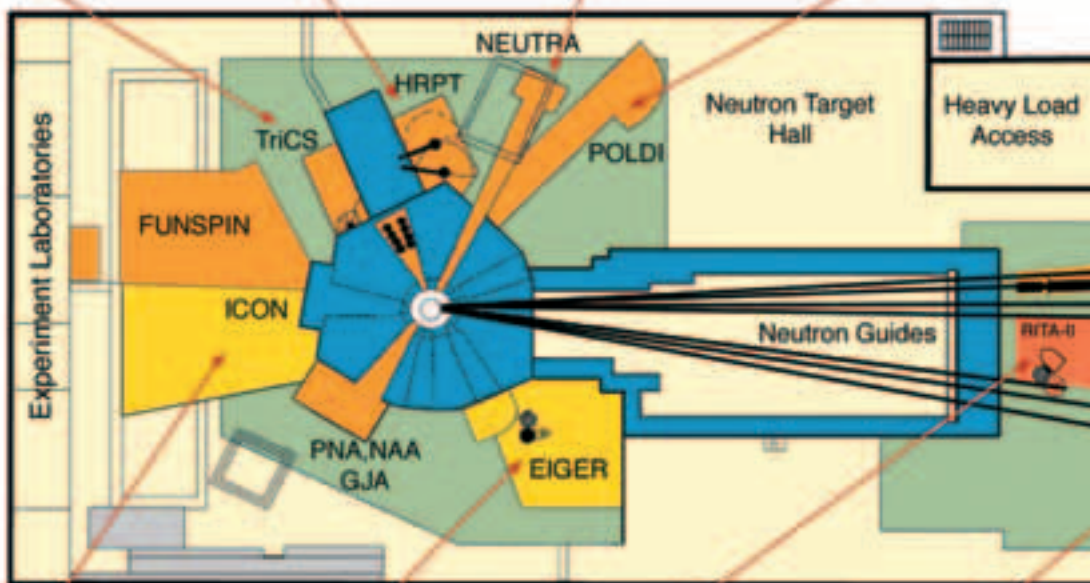 NEUTRA
HRPT
Neutron Target
Hall
Heavy Load
Access
TriCS
POLDI
FUNSPIN
Experiment Laboratories
ICON
Neutron Guides
RITA-II
PNA,NAA
GJA
EIGER